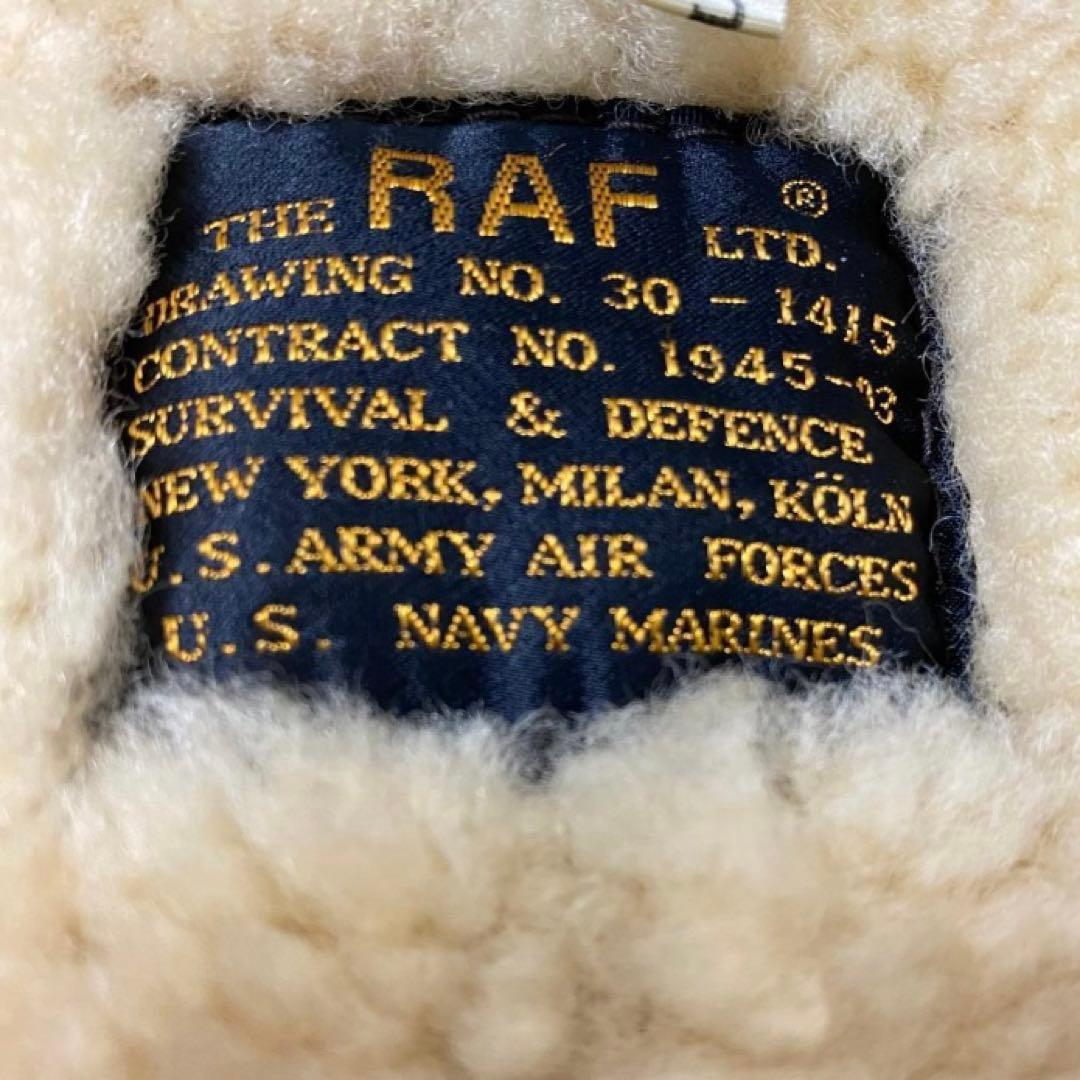 THE RAF ® LTD.
DRAWING NO. 30 - 1415
CONTRACT NO. 1945-03
SURVIVAL & DEFENCE
NEW YORK, MILAN, KÖLN
U.S. ARMY AIR FORCES
U.S. NAVY MARINES